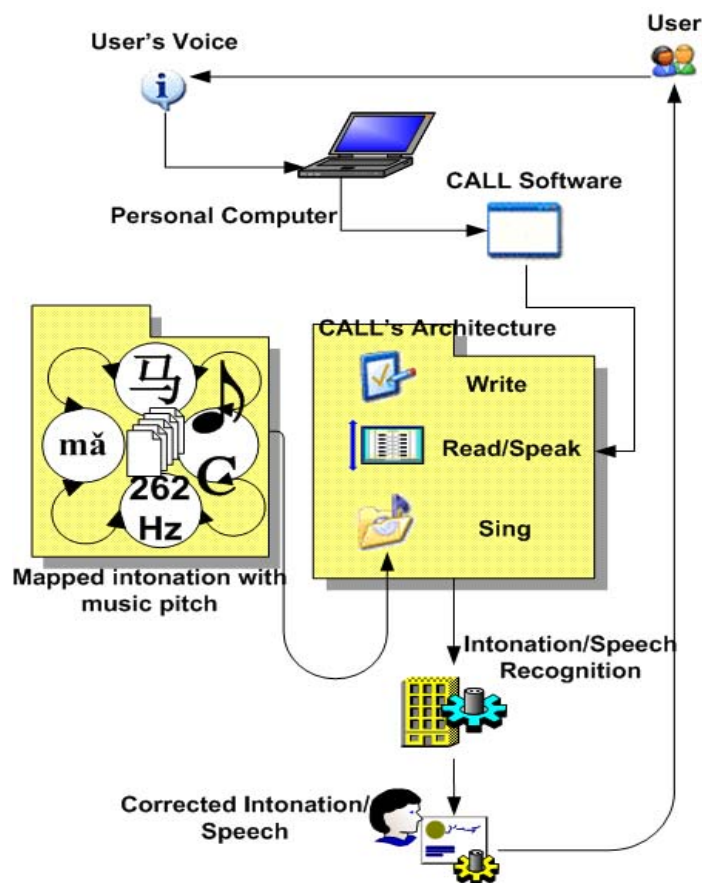 User
User's Voice
Personal Computer
CALL Software
CALL's Architecture
Write
Read/Speak
Sing
马
mǎ
C
262
Hz
Mapped intonation with
music pitch
Intonation/Speech
Recognition
Corrected Intonation/
Speech